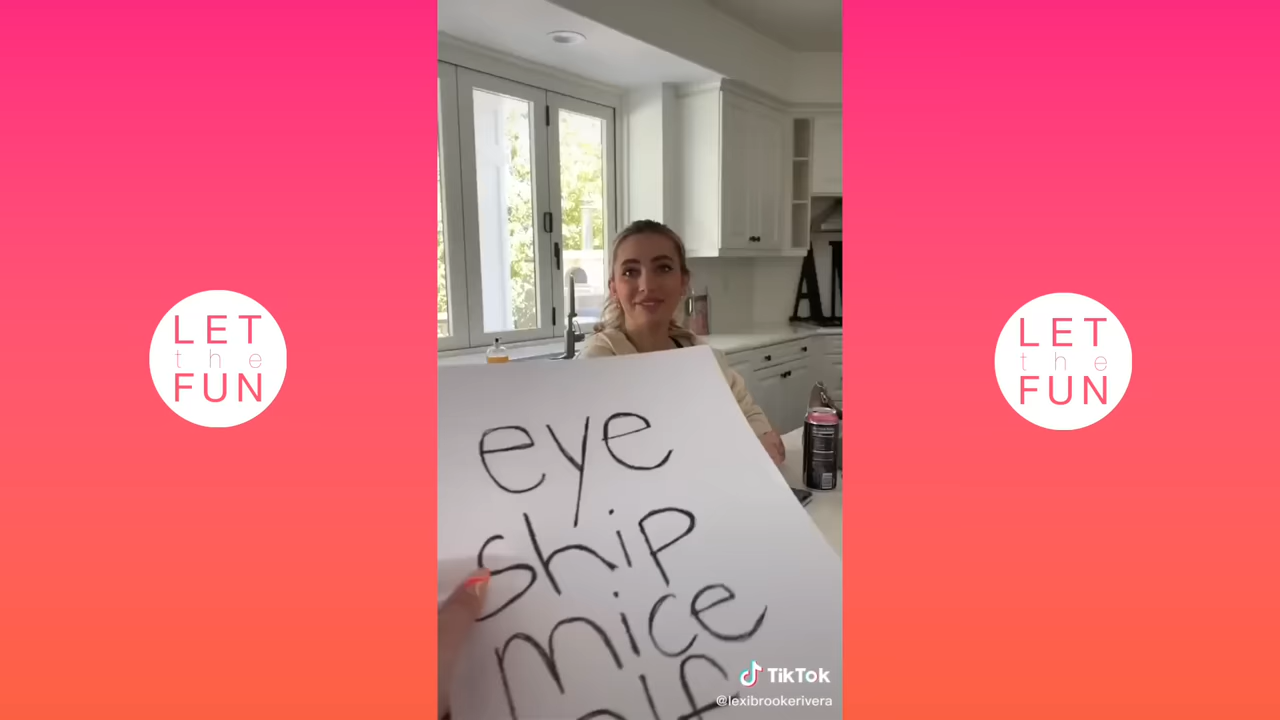 LET
the
FUN
eye
ship
mice
TikTok
@lexibrookerivera
LET
the
FUN